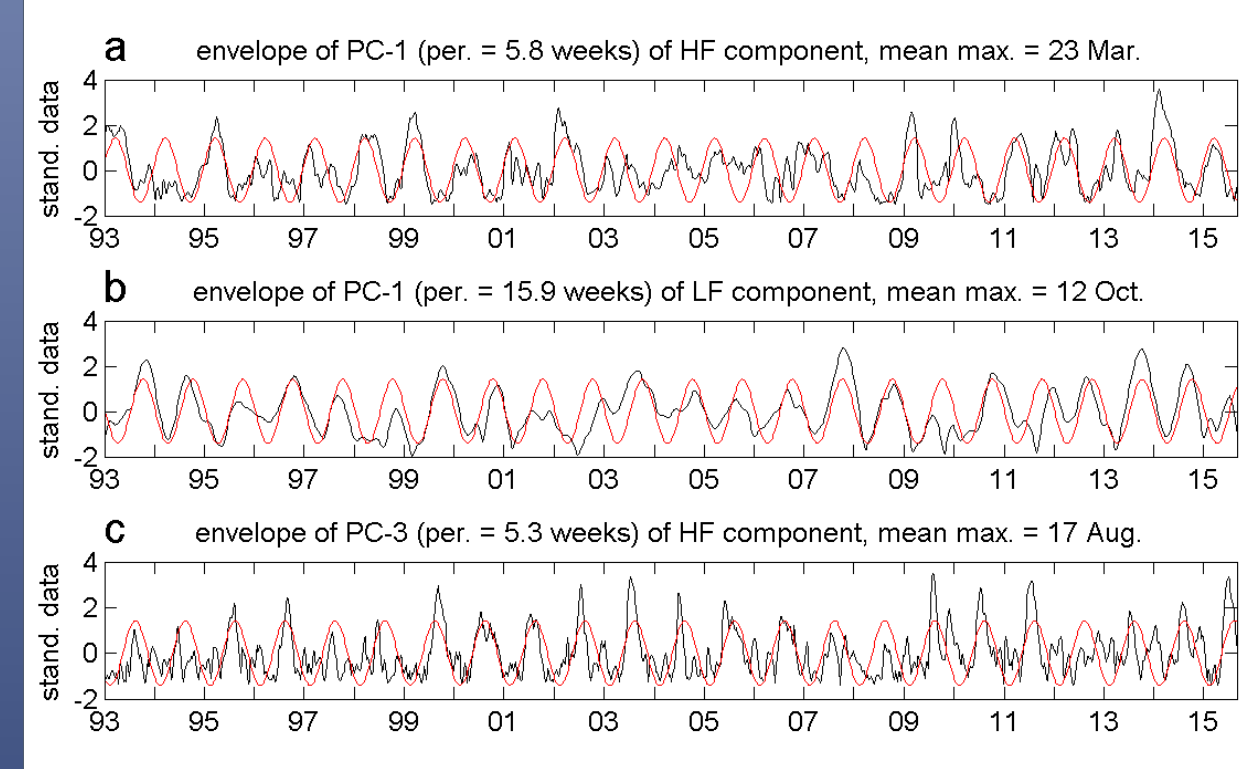 a envelope of PC-1 (per. = 5.8 weeks) of HF component, mean max. = 23 Mar.
stand. data
4
2
0
-2
93 95 97 99 01 03 05 07 09 11 13 15
b envelope of PC-1 (per. = 15.9 weeks) of LF component, mean max. = 12 Oct.
stand. data
4
2
0
-2
93 95 97 99 01 03 05 07 09 11 13 15
c envelope of PC-3 (per. = 5.3 weeks) of HF component, mean max. = 17 Aug.
stand. data
4
2
0
-2
93 95 97 99 01 03 05 07 09 11 13 15